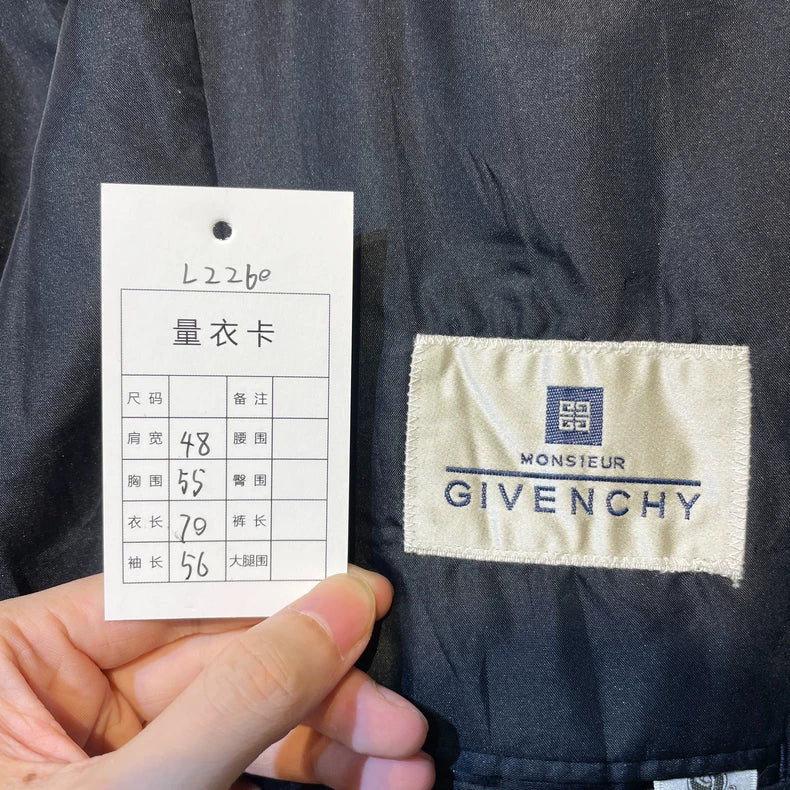 L2260
量衣卡
尺码 备注
肩宽 48 腰围
胸围 55 臀围
衣长 70 裤长
袖长 56 大腿围
MONSIEUR
GIVENCHY